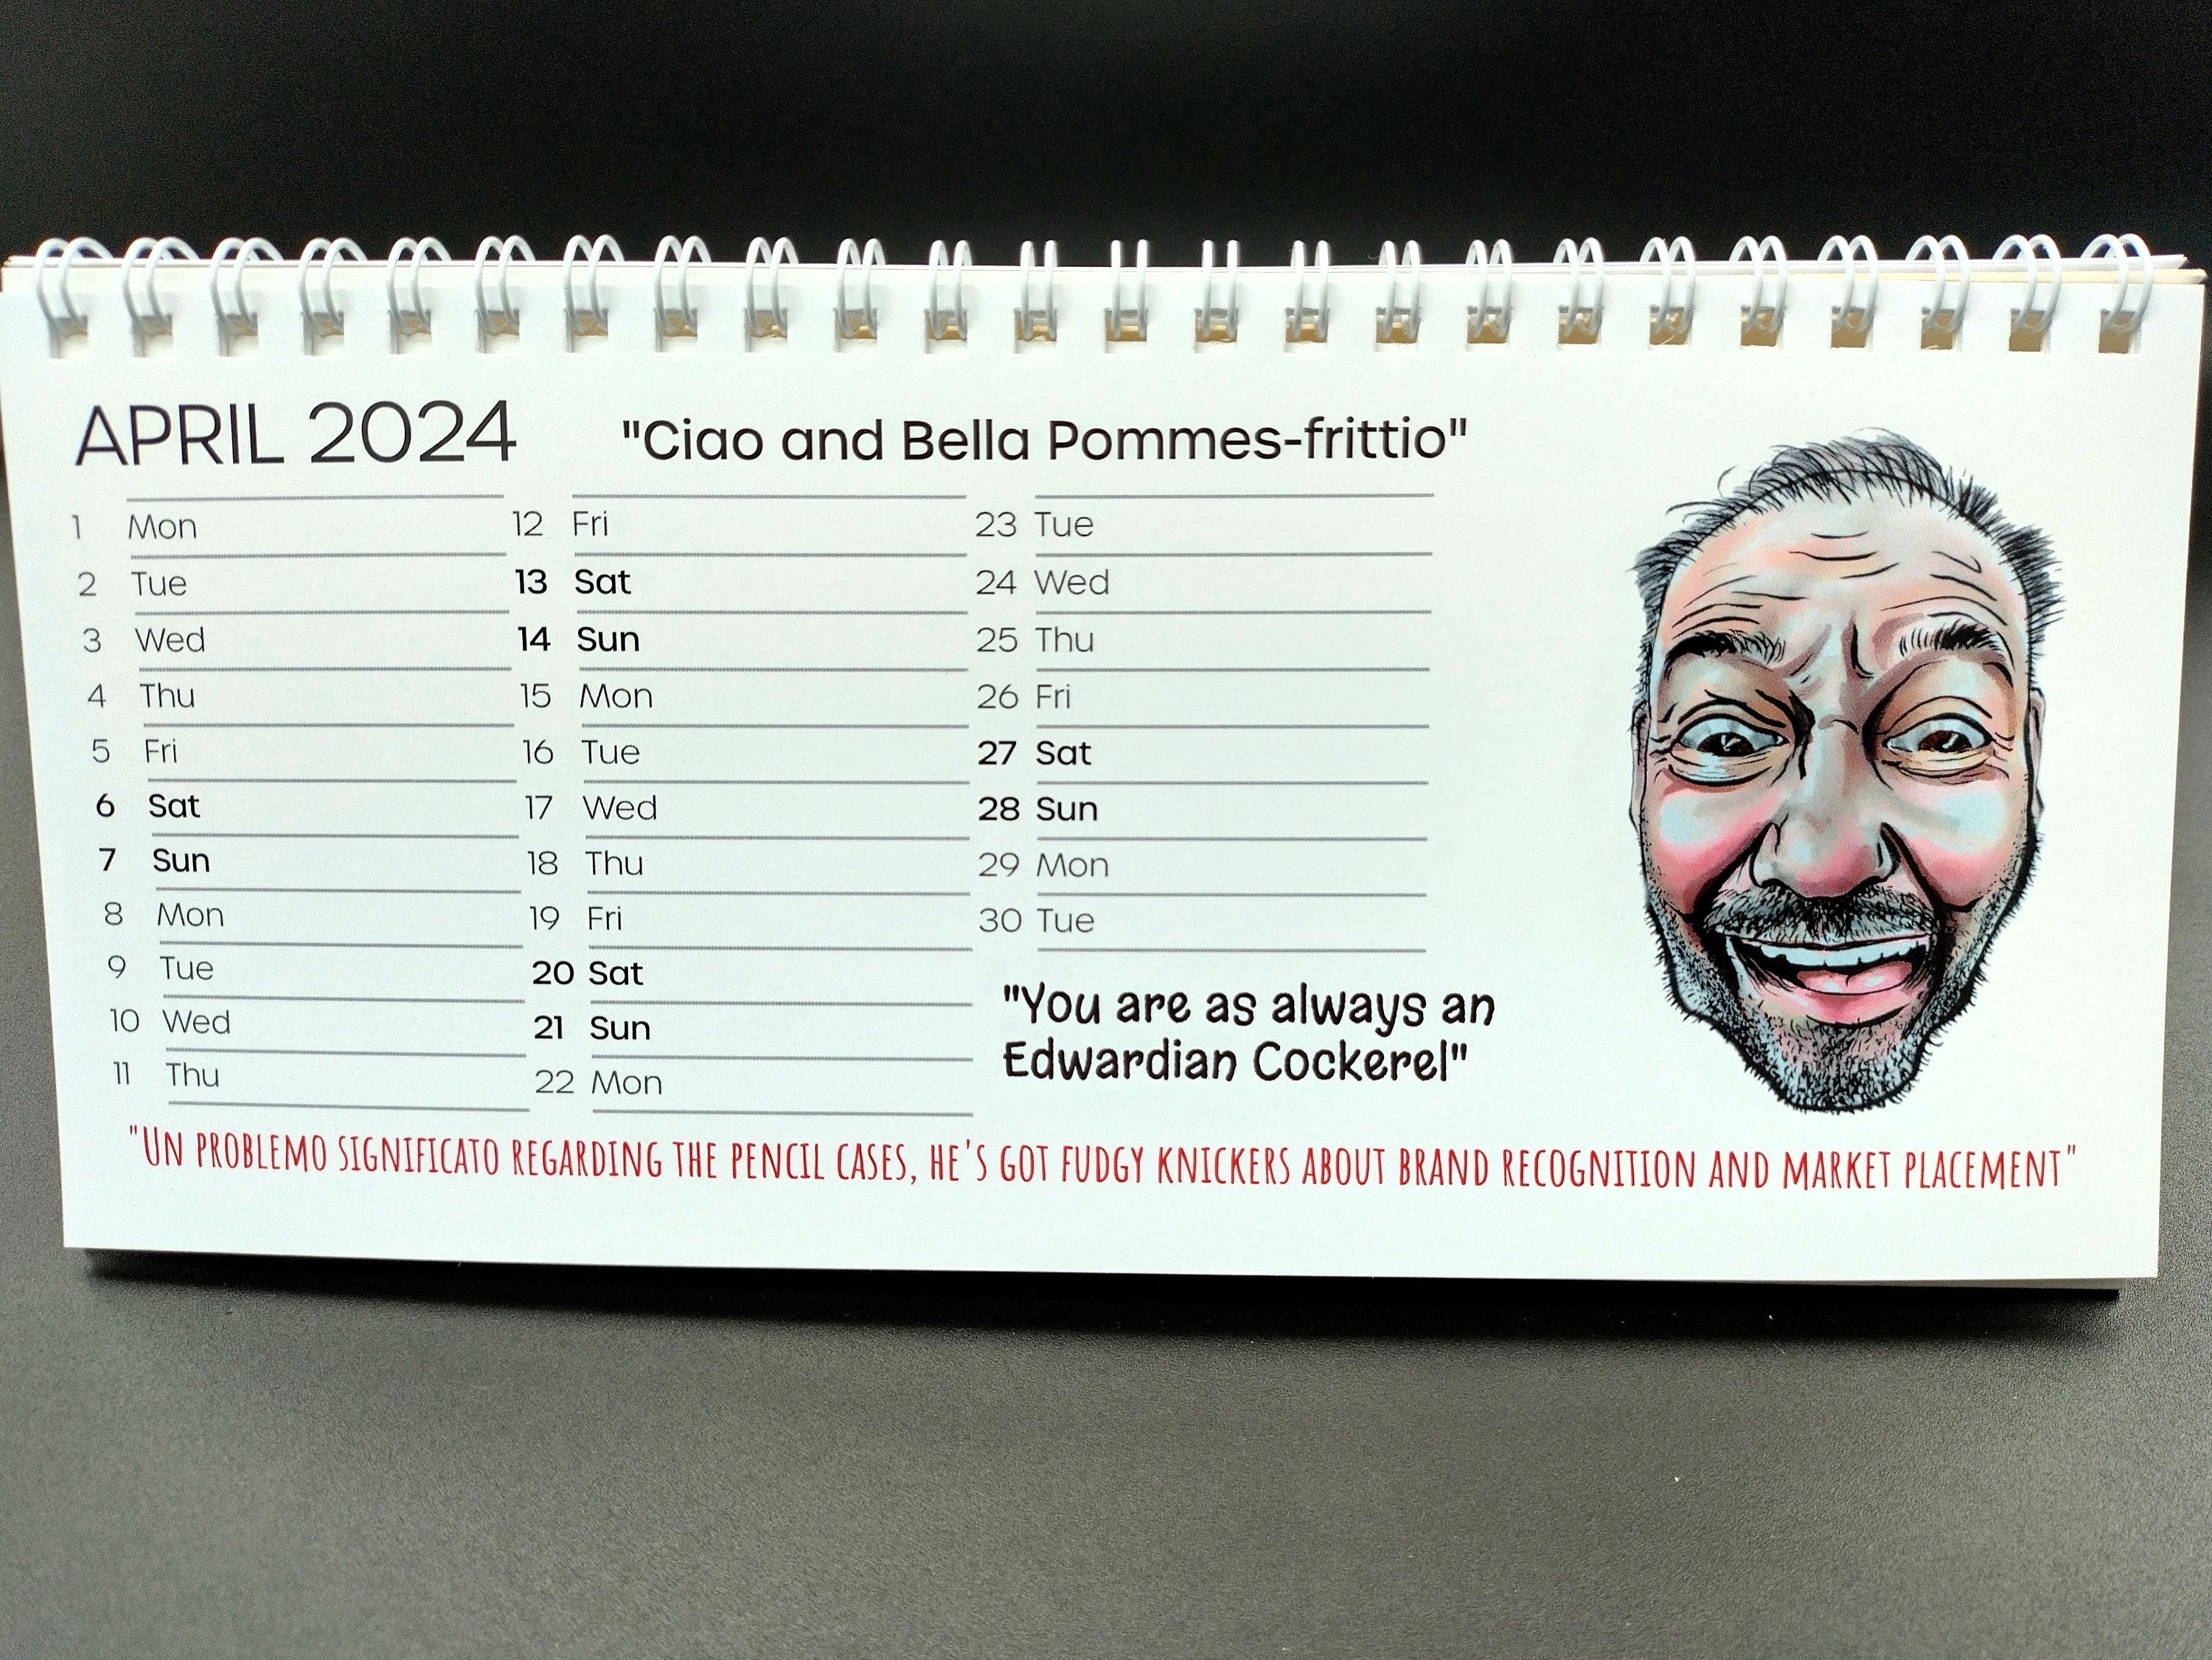 APRIL 2024
"Ciao and Bella Pommes-frittio"
1 Mon
2 Tue
3 Wed
4 Thu
5 Fri
6 Sat
7 Sun
8 Mon
9 Tue
10 Wed
11 Thu
12 Fri
13 Sat
14 Sun
15 Mon
16 Tue
17 Wed
18 Thu
19 Fri
20 Sat
21 Sun
22 Mon
23 Tue
24 Wed
25 Thu
26 Fri
27 Sat
28 Sun
29 Mon
30 Tue
"You are as always an
Edwardian Cockerel"
"UN PROBLEMO SIGNIFICATO REGARDING THE PENCIL CASES, HE'S GOT FUDGY KNICKERS ABOUT BRAND RECOGNITION AND MARKET PLACEMENT"